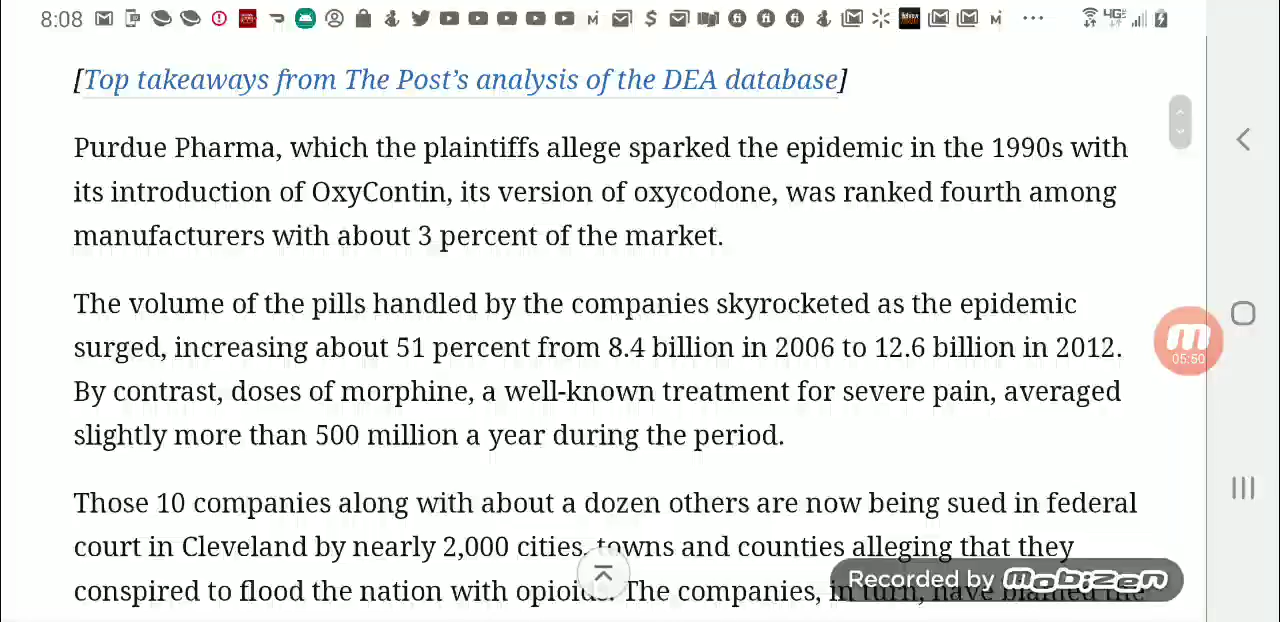 8:08
[Top takeaways from The Post's analysis of the DEA database]
Purdue Pharma, which the plaintiffs allege sparked the epidemic in the 1990s with
its introduction of OxyContin, its version of oxycodone, was ranked fourth among
manufacturers with about 3 percent of the market.
The volume of the pills handled by the companies skyrocketed as the epidemic
surged, increasing about 51 percent from 8.4 billion in 2006 to 12.6 billion in 2012.
By contrast, doses of morphine, a well-known treatment for severe pain, averaged
slightly more than 500 million a year during the period.
Those 10 companies along with about a dozen others are now being sued in federal
court in Cleveland by nearly 2,000 cities, towns and counties alleging that they
conspired to flood the nation with opioids. The companies, in turn, have blamed the
05:50
Recorded by Mobizen